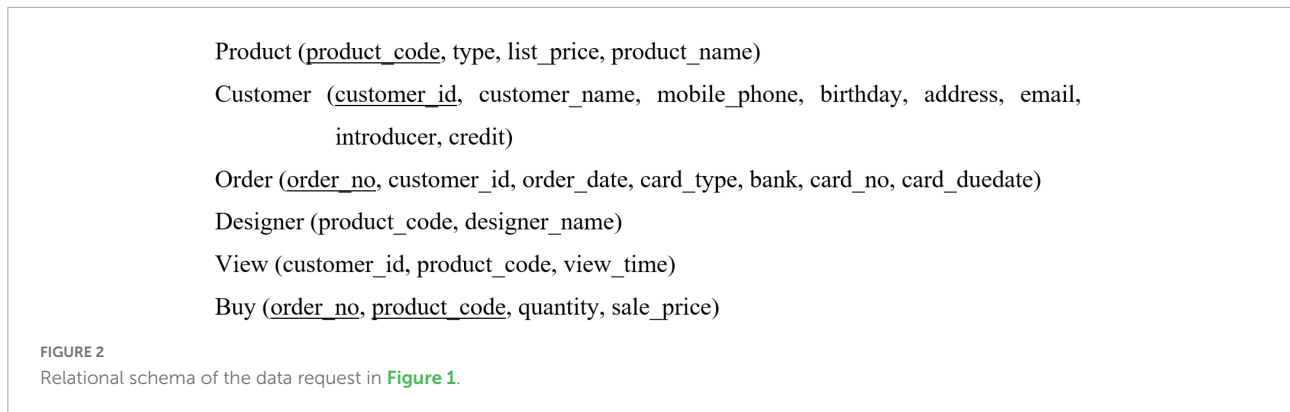 Product (product_code, type, list_price, product_name)
Customer (customer_id, customer_name, mobile_phone, birthday, address, email,
introducer, credit)
Order (order_no, customer_id, order_date, card_type, bank, card_no, card_duedate)
Designer (product_code, designer_name)
View (customer_id, product_code, view_time)
Buy (order_no, product_code, quantity, sale_price)
FIGURE 2
Relational schema of the data request in Figure 1.